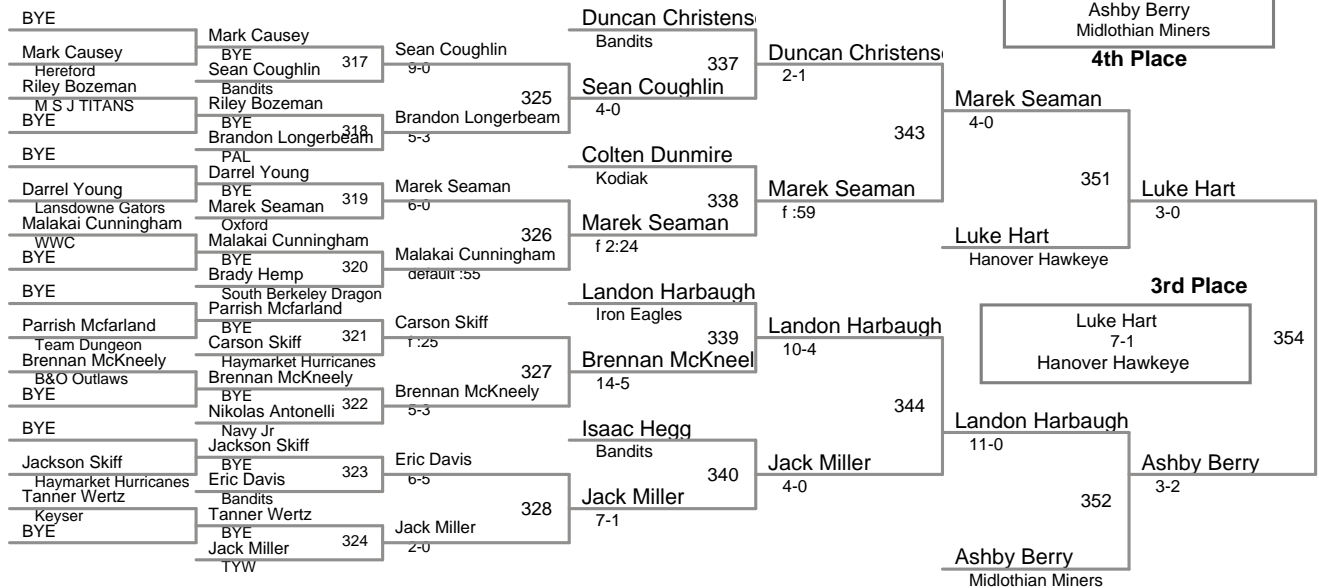 BYE
Mark Causey
Hereford
Riley Bozeman
M S J TITANS
BYE
BYE
Darrel Young
Lansdowne Gators
Malakai Cunningham
WWC
BYE
BYE
Parrish Mcfarland
Team Dungeon
Brennan McKneely
B&O Outlaws
BYE
BYE
Jackson Skiff
Haymarket Hurricanes
Tanner Wertz
Keyser
BYE
Mark Causey
BYE
317
Sean Coughlin
Bandits
Riley Bozeman
BYE
318
Brandon Longerbeam
PAL
Darrel Young
BYE
319
Marek Seaman
Oxford
Malakai Cunningham
BYE
320
Brady Hemp
South Berkeley Dragon
Parrish Mcfarland
BYE
321
Carson Skiff
Haymarket Hurricanes
Brennan McKneely
BYE
322
Nikolas Antonelli
Navy Jr
Jackson Skiff
BYE
323
Eric Davis
Bandits
Tanner Wertz
BYE
324
Jack Miller
TYW
Sean Coughlin
9-0
325
Brandon Longerbeam
5-3
Marek Seaman
6-0
326
Malakai Cunningham
default :55
Carson Skiff
f :25
327
Brennan McKneely
5-3
Eric Davis
6-5
328
Jack Miller
2-0
Duncan Christens
Bandits
337
Sean Coughlin
4-0
Colten Dunmire
Kodiak
338
Marek Seaman
f 2:24
Landon Harbaugh
Iron Eagles
339
Brennan McKneel
14-5
Isaac Hegg
Bandits
340
Jack Miller
7-1
Duncan Christens
2-1
343
Marek Seaman
f :59
Landon Harbaugh
10-4
344
Jack Miller
4-0
Marek Seaman
4-0
351
Luke Hart
Hanover Hawkeye
Landon Harbaugh
11-0
352
Ashby Berry
Midlothian Miners
Luke Hart
3-0
354
Ashby Berry
3-2
Ashby Berry
Midlothian Miners
4th Place
3rd Place
Luke Hart
7-1
Hanover Hawkeye